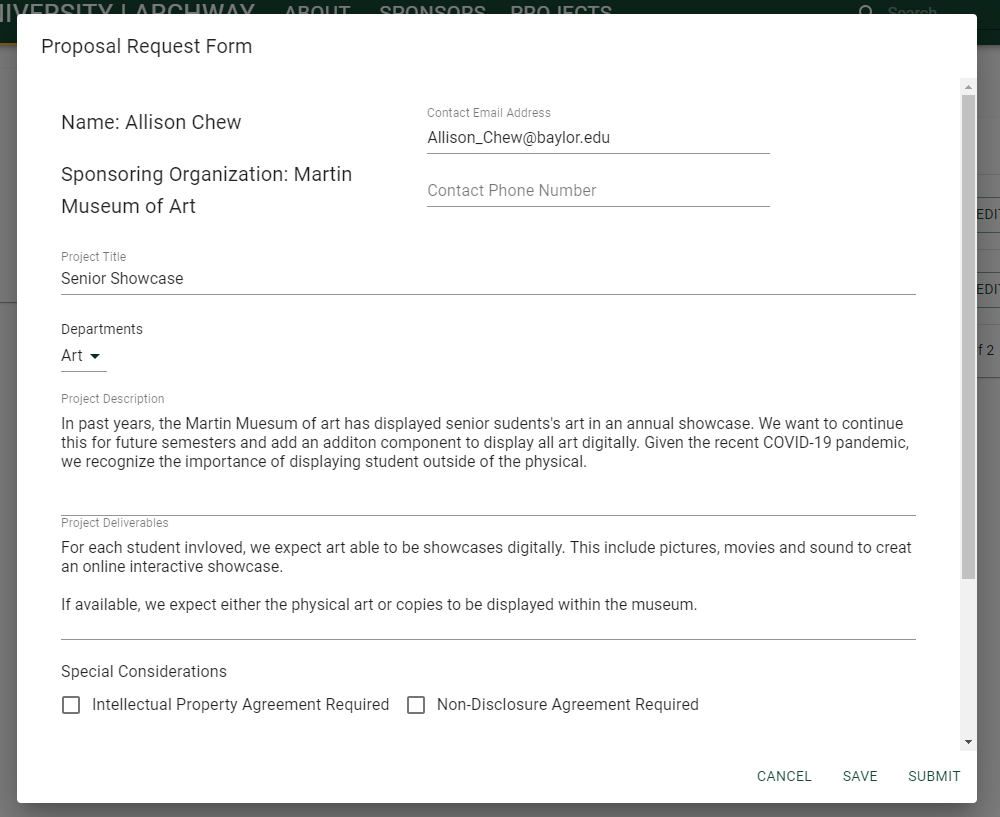 IVERSITY | ARCHWAY ABOUT SPONSORS PROJECTS Search
Proposal Request Form
Name: Allison Chew
Contact Email Address
Allison_Chew@baylor.edu
Sponsoring Organization: Martin
Museum of Art
Contact Phone Number
Project Title
Senior Showcase
Departments
Art
Project Description
In past years, the Martin Muesum of art has displayed senior sudents's art in an annual showcase. We want to continue
this for future semesters and add an additon component to display all art digitally. Given the recent COVID-19 pandemic,
we recognize the importance of displaying student outside of the physical.
Project Deliverables
For each student invloved, we expect art able to be showcases digitally. This include pictures, movies and sound to creat
an online interactive showcase.
If available, we expect either the physical art or copies to be displayed within the museum.
Special Considerations
Intellectual Property Agreement Required Non-Disclosure Agreement Required
CANCEL SAVE SUBMIT
EDIT
EDIT
f 2